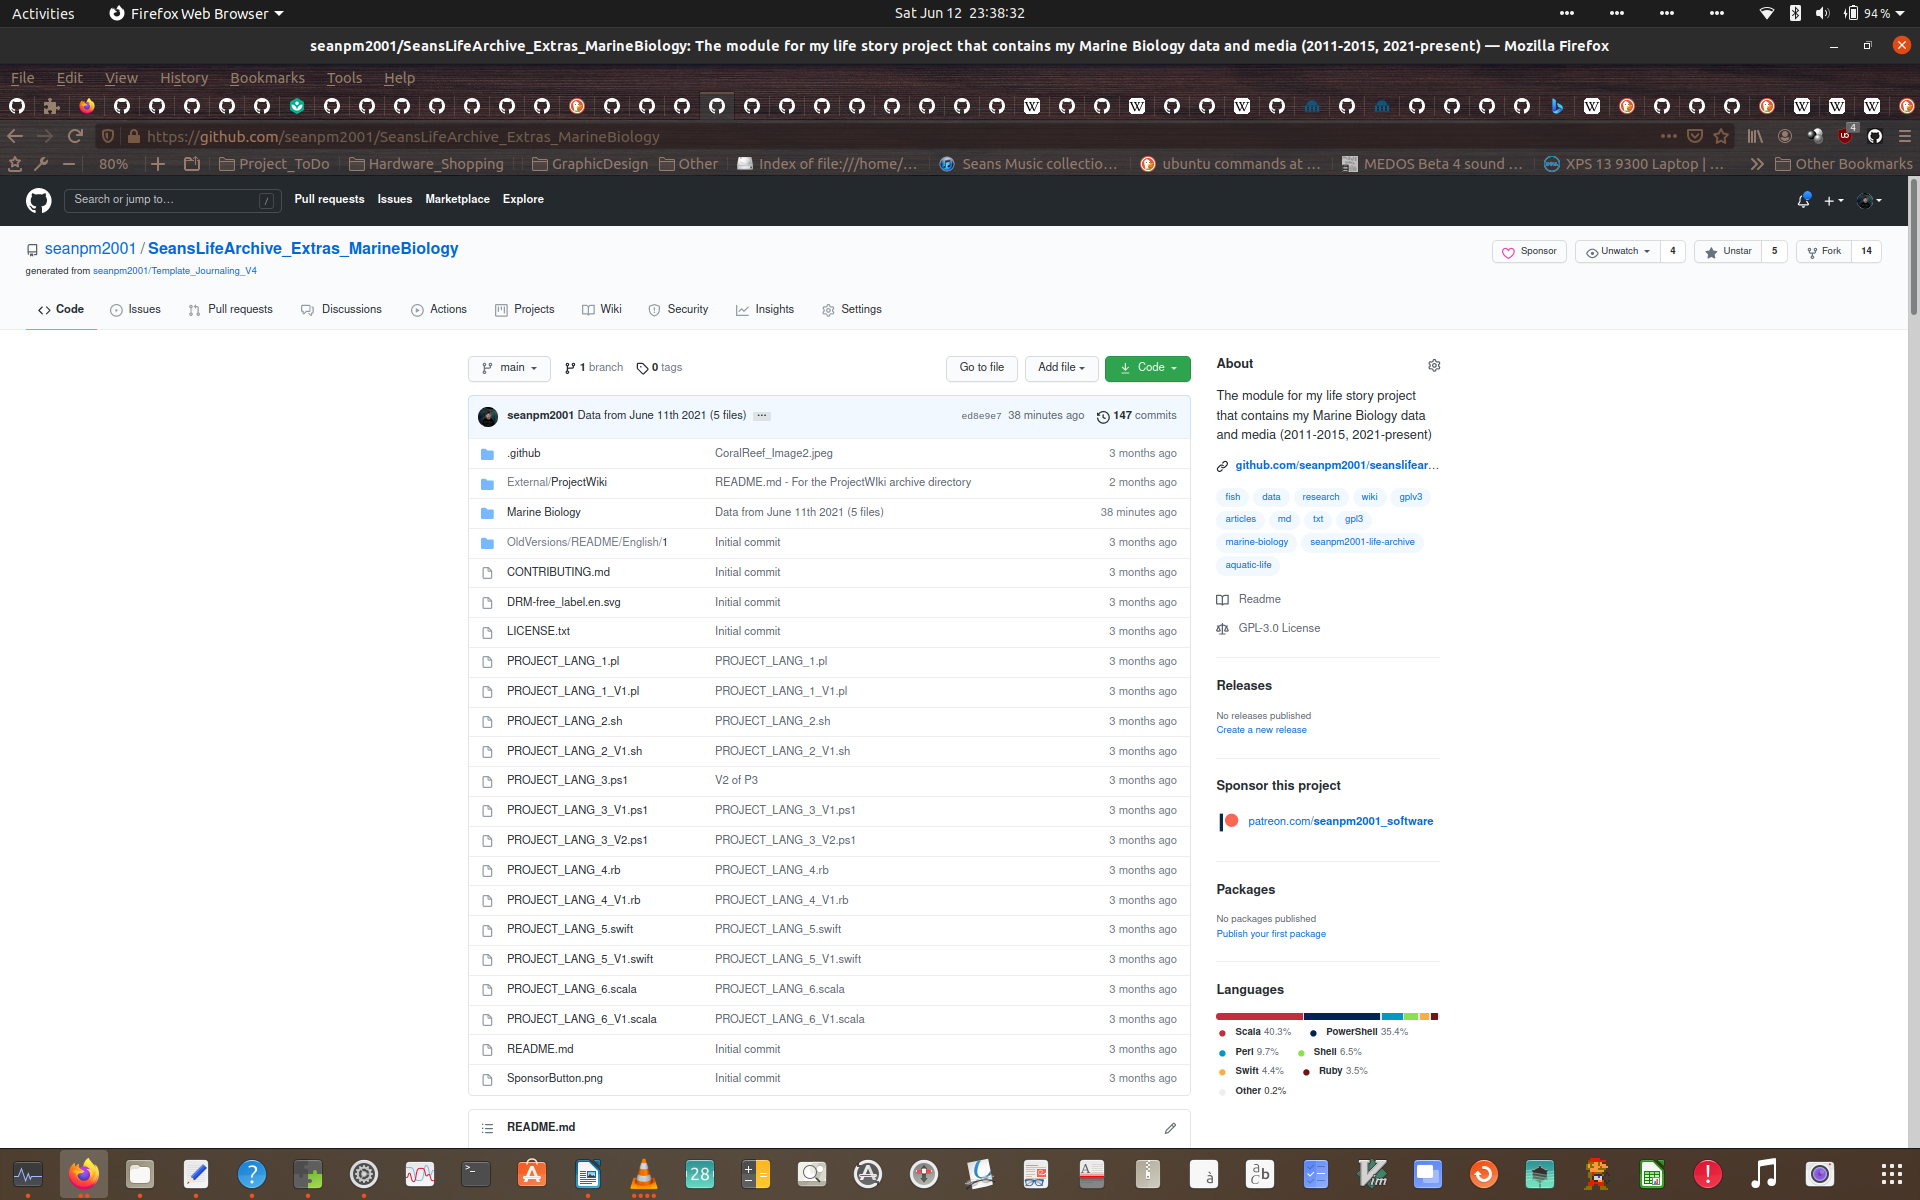 Activities
Firefox Web Browser
Sat Jun 12 23:38:32
94 %
seanpm2001/SeansLifeArchive_Extras_MarineBiology: The module for my life story project that contains my Marine Biology data and media (2011-2015, 2021-present) — Mozilla Firefox
File Edit View History Bookmarks Tools Help
https://github.com/seanpm2001/SeansLifeArchive_Extras_MarineBiology
4
80%
Project_ToDo
Hardware_Shopping
GraphicDesign
Other
Index of file:///home/…
Seans Music collectio…
ubuntu commands at …
MEDOS Beta 4 sound …
XPS 13 9300 Laptop | …
Other Bookmarks
Search or jump to…
/
Pull requests Issues Marketplace Explore
seanpm2001 / SeansLifeArchive_Extras_MarineBiology
generated from seanpm2001/Template_Journaling_V4
Sponsor
Unwatch 4
Unstar 5
Fork 14
Code Issues Pull requests Discussions Actions Projects Wiki Security Insights Settings
main
1 branch
0 tags
Go to file
Add file
Code
seanpm2001 Data from June 11th 2021 (5 files) ...
ed8e9e7 38 minutes ago 147 commits
.github CoralReef_Image2.jpeg 3 months ago
External/ProjectWiki README.md - For the ProjectWIki archive directory 2 months ago
Marine Biology Data from June 11th 2021 (5 files) 38 minutes ago
OldVersions/README/English/1 Initial commit 3 months ago
CONTRIBUTING.md Initial commit 3 months ago
DRM-free_label.en.svg Initial commit 3 months ago
LICENSE.txt Initial commit 3 months ago
PROJECT_LANG_1.pl PROJECT_LANG_1.pl 3 months ago
PROJECT_LANG_1_V1.pl PROJECT_LANG_1_V1.pl 3 months ago
PROJECT_LANG_2.sh PROJECT_LANG_2.sh 3 months ago
PROJECT_LANG_2_V1.sh PROJECT_LANG_2_V1.sh 3 months ago
PROJECT_LANG_3.ps1 V2 of P3 3 months ago
PROJECT_LANG_3_V1.ps1 PROJECT_LANG_3_V1.ps1 3 months ago
PROJECT_LANG_3_V2.ps1 PROJECT_LANG_3_V2.ps1 3 months ago
PROJECT_LANG_4.rb PROJECT_LANG_4.rb 3 months ago
PROJECT_LANG_4_V1.rb PROJECT_LANG_4_V1.rb 3 months ago
PROJECT_LANG_5.swift PROJECT_LANG_5.swift 3 months ago
PROJECT_LANG_5_V1.swift PROJECT_LANG_5_V1.swift 3 months ago
PROJECT_LANG_6.scala PROJECT_LANG_6.scala 3 months ago
PROJECT_LANG_6_V1.scala PROJECT_LANG_6_V1.scala 3 months ago
README.md Initial commit 3 months ago
SponsorButton.png Initial commit 3 months ago
README.md
About
The module for my life story project
that contains my Marine Biology data
and media (2011-2015, 2021-present)
github.com/seanpm2001/seanslifear…
fish data research wiki gplv3
articles md txt gpl3
marine-biology seanpm2001-life-archive
aquatic-life
Readme
GPL-3.0 License
Releases
No releases published
Create a new release
Sponsor this project
patreon.com/seanpm2001_software
Packages
No packages published
Publish your first package
Languages
Scala 40.3% PowerShell 35.4%
Perl 9.7% Shell 6.5%
Swift 4.4% Ruby 3.5%
Other 0.2%
28